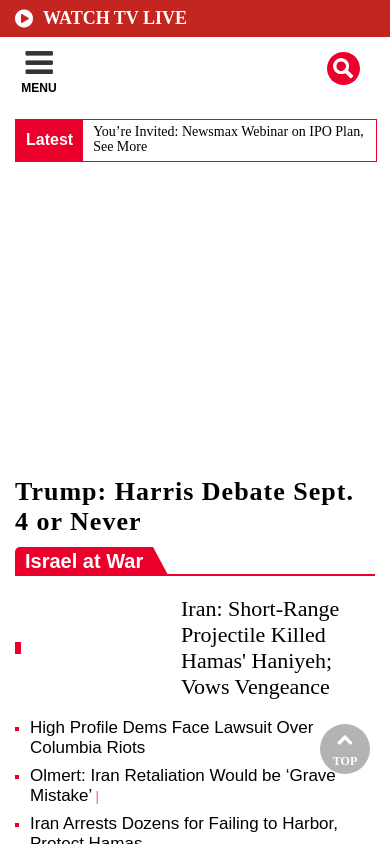 WATCH TV LIVE
MENU
Latest
You’re Invited: Newsmax Webinar on IPO Plan,
See More
Trump: Harris Debate Sept.
4 or Never
Israel at War
Iran: Short-Range
Projectile Killed
Hamas' Haniyeh;
Vows Vengeance
High Profile Dems Face Lawsuit Over
Columbia Riots
Olmert: Iran Retaliation Would be ‘Grave
Mistake’ |
Iran Arrests Dozens for Failing to Harbor,
Protect Hamas
TOP